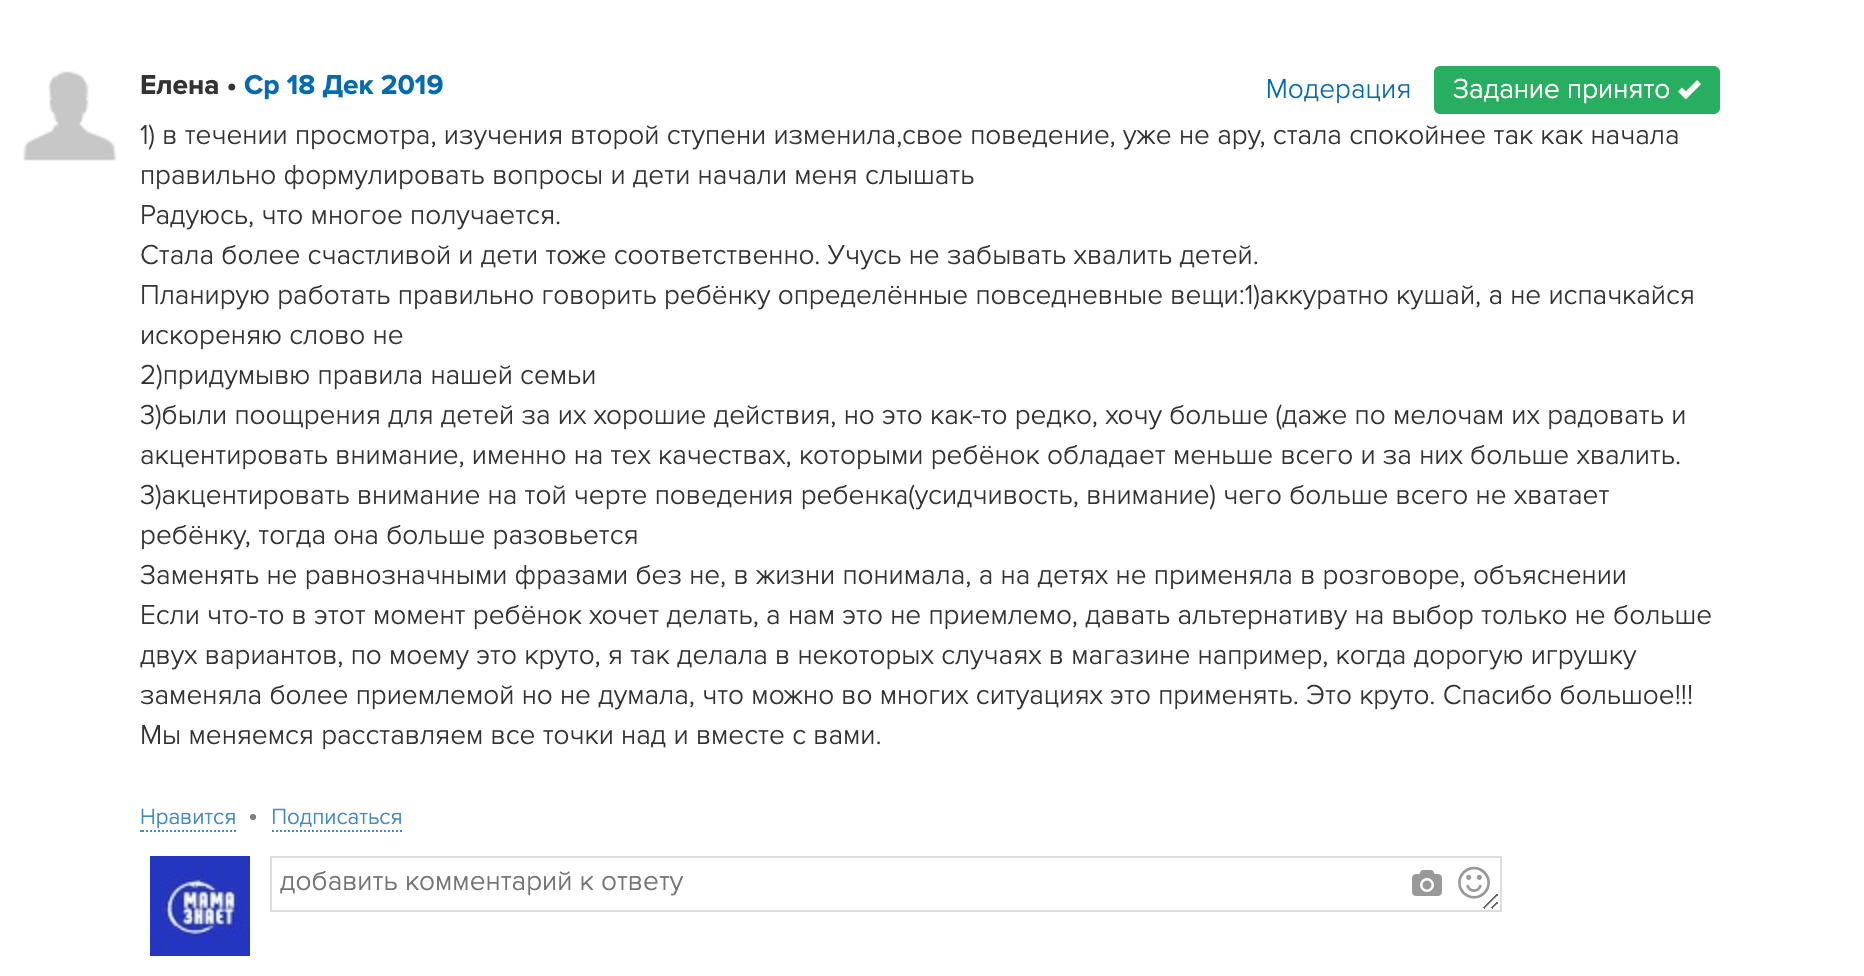 Елена • Ср 18 Дек 2019
Модерация
Задание принято ✔
1) в течении просмотра, изучения второй ступени изменила,свое поведение, уже не ару, стала спокойнее так как начала
правильно формулировать вопросы и дети начали меня слышать
Радуюсь, что многое получается.
Стала более счастливой и дети тоже соответственно. Учусь не забывать хвалить детей.
Планирую работать правильно говорить ребёнку определённые повседневные вещи:1)аккуратно кушай, а не испачкайся
искореняю слово не
2)придумывю правила нашей семьи
3)были поощрения для детей за их хорошие действия, но это как-то редко, хочу больше (даже по мелочам их радовать и
акцентировать внимание, именно на тех качествах, которыми ребёнок обладает меньше всего и за них больше хвалить.
3)акцентировать внимание на той черте поведения ребенка(усидчивость, внимание) чего больше всего не хватает
ребёнку, тогда она больше разовьется
Заменять не равнозначными фразами без не, в жизни понимала, а на детях не применяла в розговоре, объяснении
Если что-то в этот момент ребёнок хочет делать, а нам это не приемлемо, давать альтернативу на выбор только не больше
двух вариантов, по моему это круто, я так делала в некоторых случаях в магазине например, когда дорогую игрушку
заменяла более приемлемой но не думала, что можно во многих ситуациях это применять. Это круто. Спасибо большое!!!
Мы меняемся расставляем все точки над и вместе с вами.
Нравится • Подписаться
МАМА
ЗНАЕТ
добавить комментарий к ответу